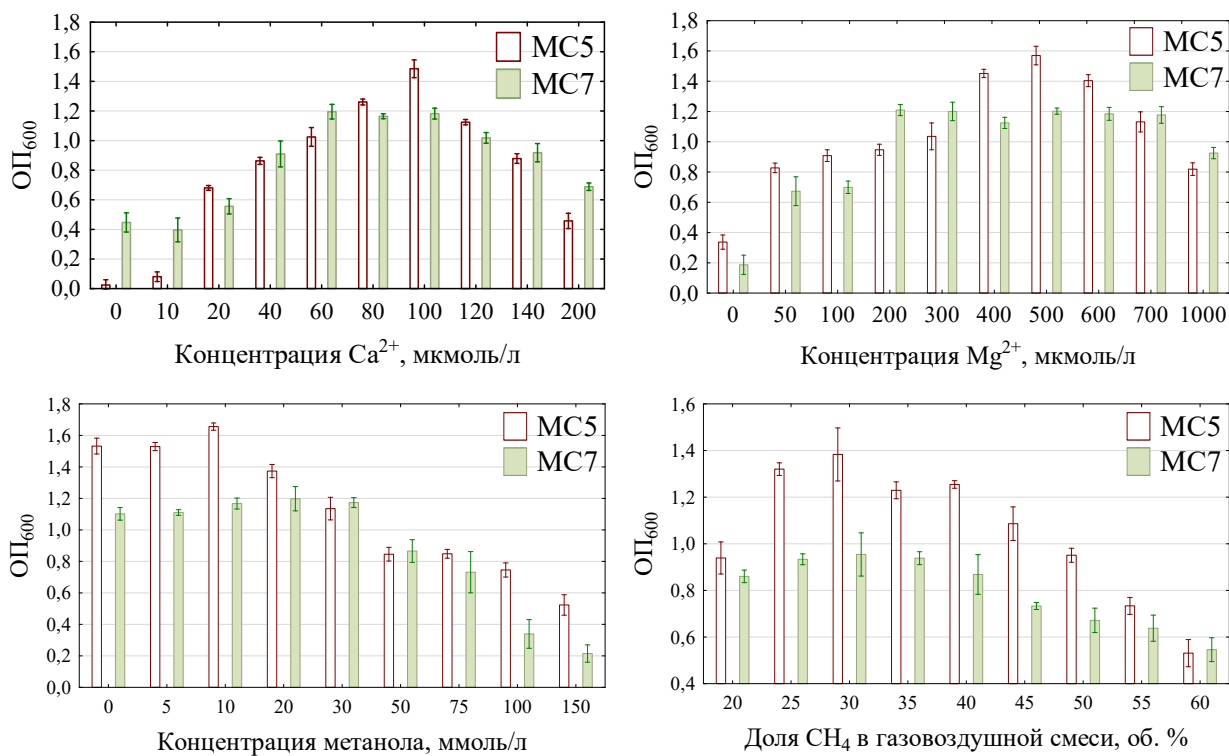 1,8
1,6
1,4
1,2
1,0
0,8
0,6
0,4
0,2
0,0
ОП600
МС5
МС7
0 10 20 40 60 80 100 120 140 200
Концентрация Ca2+, мкмоль/л
1,8
1,6
1,4
1,2
1,0
0,8
0,6
0,4
0,2
0,0
ОП600
МС5
МС7
0 50 100 200 300 400 500 600 700 1000
Концентрация Mg2+, мкмоль/л
1,8
1,6
1,4
1,2
1,0
0,8
0,6
0,4
0,2
0,0
ОП600
МС5
МС7
0 5 10 20 30 50 75 100 150
Концентрация метанола, ммоль/л
1,6
1,4
1,2
1,0
0,8
0,6
0,4
ОП600
МС5
МС7
20 25 30 35 40 45 50 55 60
Доля CH4 в газовоздушной смеси, об. %